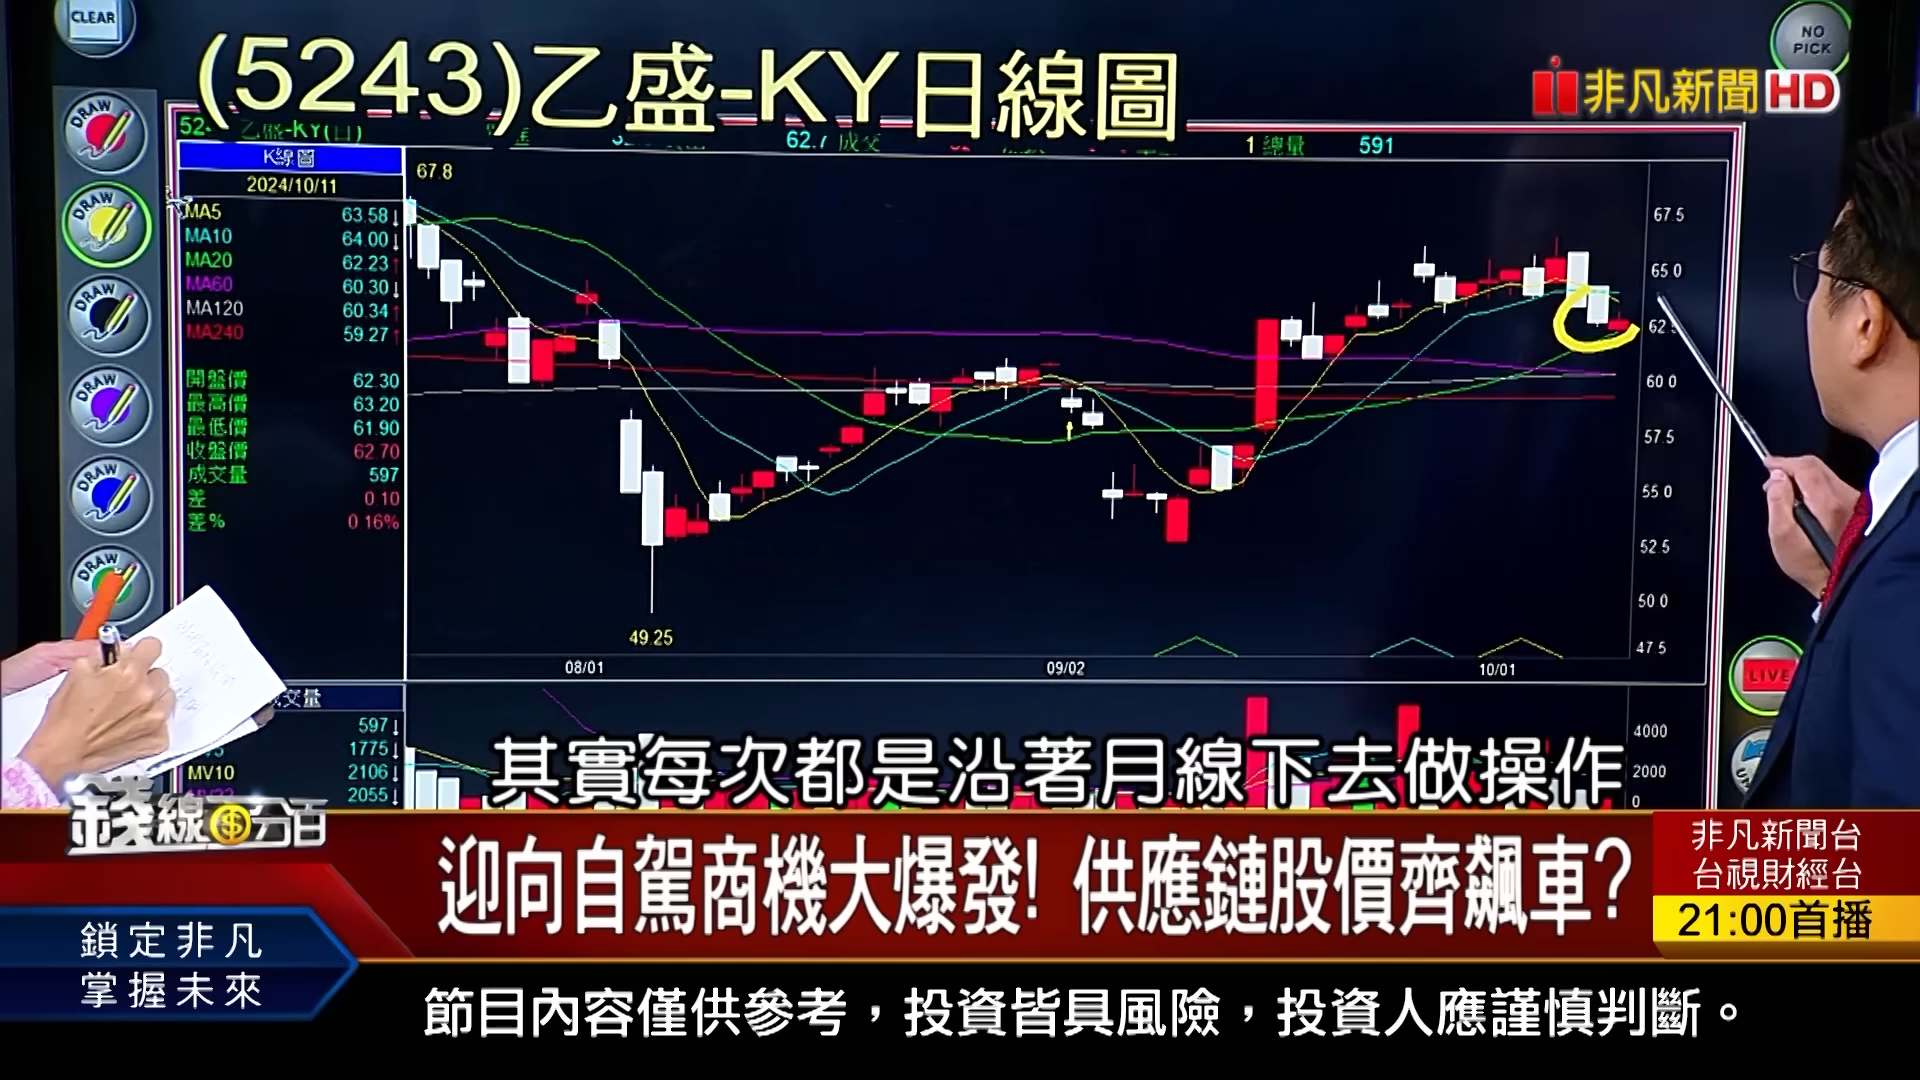 CLEAR
NO PICK
(5243)乙盛-KY日線圖
非凡新聞HD
62.7 成交
1 總量 591
K線圖
2024/10/11
67.8
MA5 63.58↓
MA10 64.00↓
MA20 62.23↑
MA60 60.30↓
MA120 60.34↑
MA240 59.27↑
開盤價 62.30
最高價 63.20
最低價 61.90
收盤價 62.70
成交量 597
差 0.10
差% 0.16%
67.5
65.0
60.0
57.5
55.0
52.5
50.0
47.5
49.25
08/01
09/02
10/01
DRAW
DRAW
DRAW
DRAW
DRAW
DRAW
LIVE
597↓
1775↓
MV10 2106↓
2055↓
4000
2000
0
其實每次都是沿著月線下去做操作
錢線百分百
迎向自駕商機大爆發! 供應鏈股價齊飆車?
非凡新聞台
台視財經台
21:00首播
鎖定非凡
掌握未來
節目內容僅供參考，投資皆具風險，投資人應謹慎判斷。